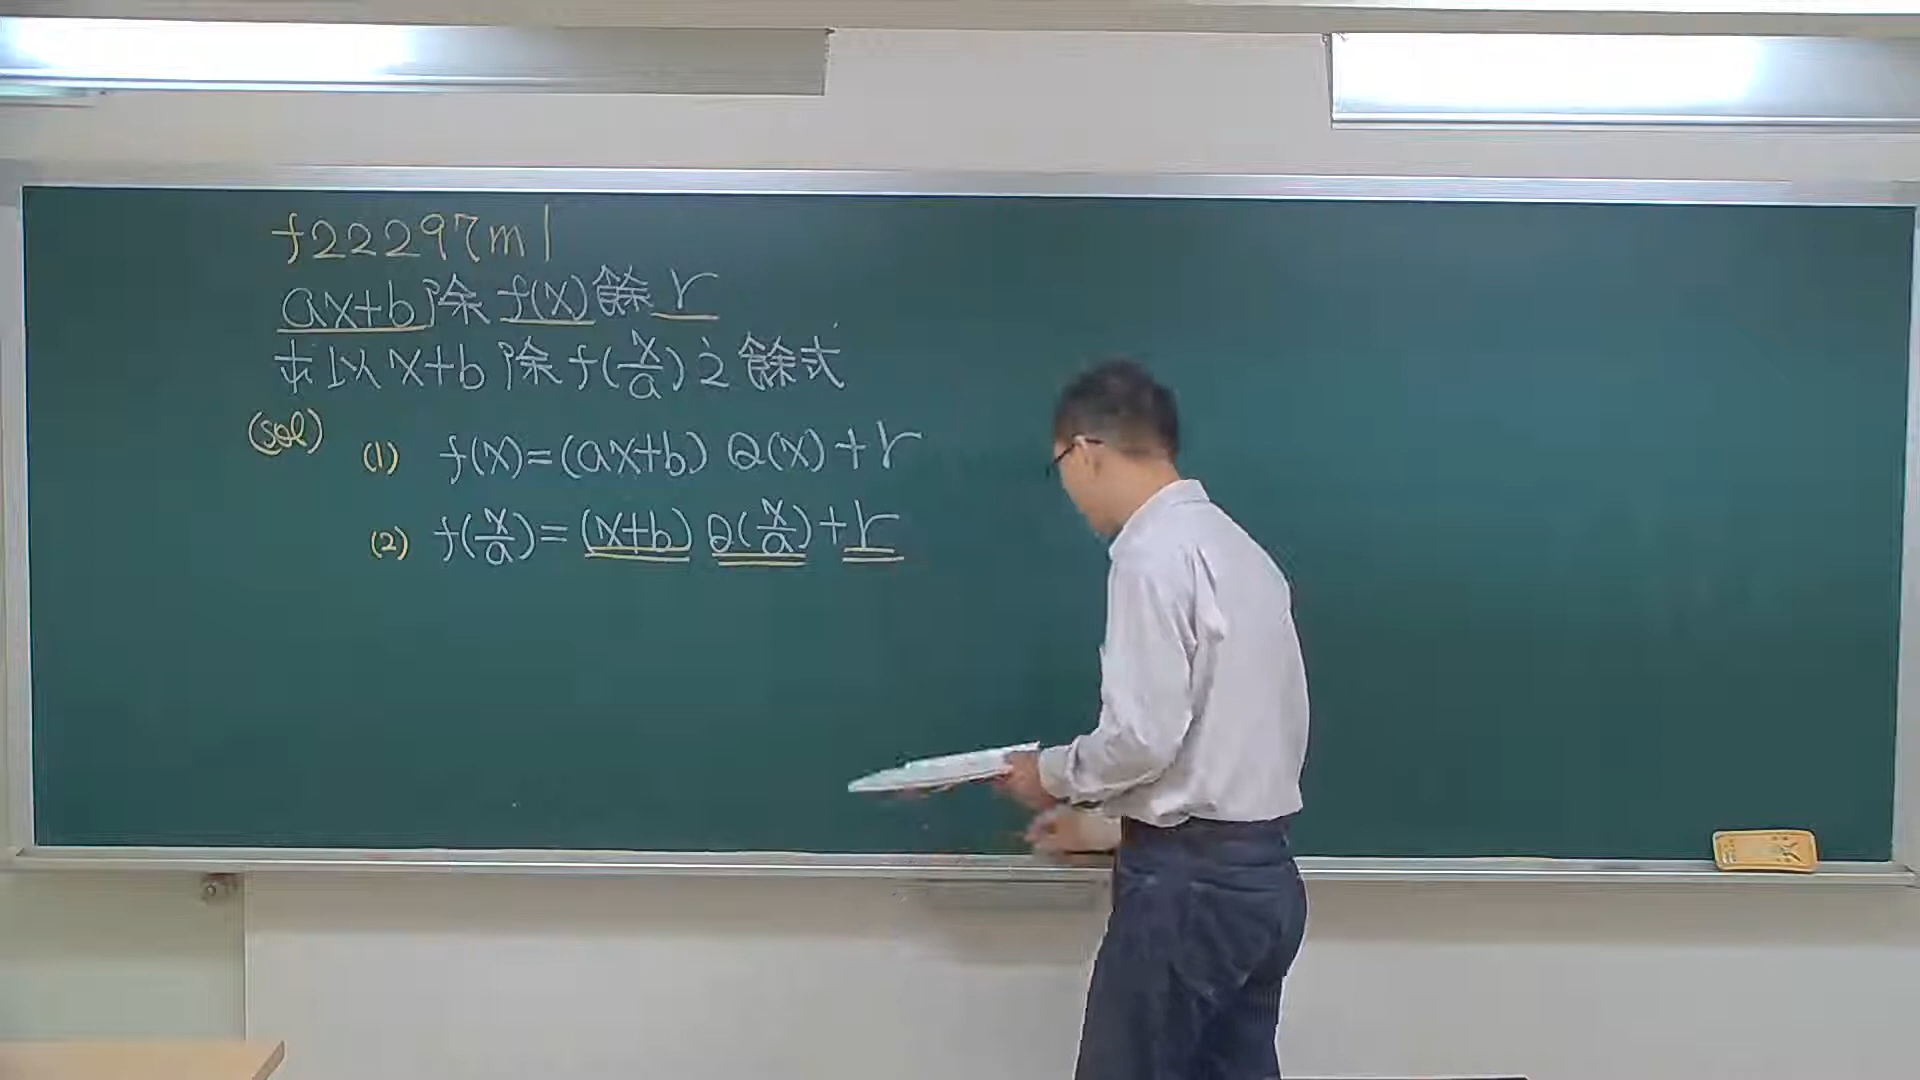 f22297m1
ax+b除f(x)餘r
求以x+b除f(x/a)之餘式
(sol)
(1) f(x)=(ax+b)Q(x)+r
(2) f(x/a)=(x+b)Q(x/a)+r